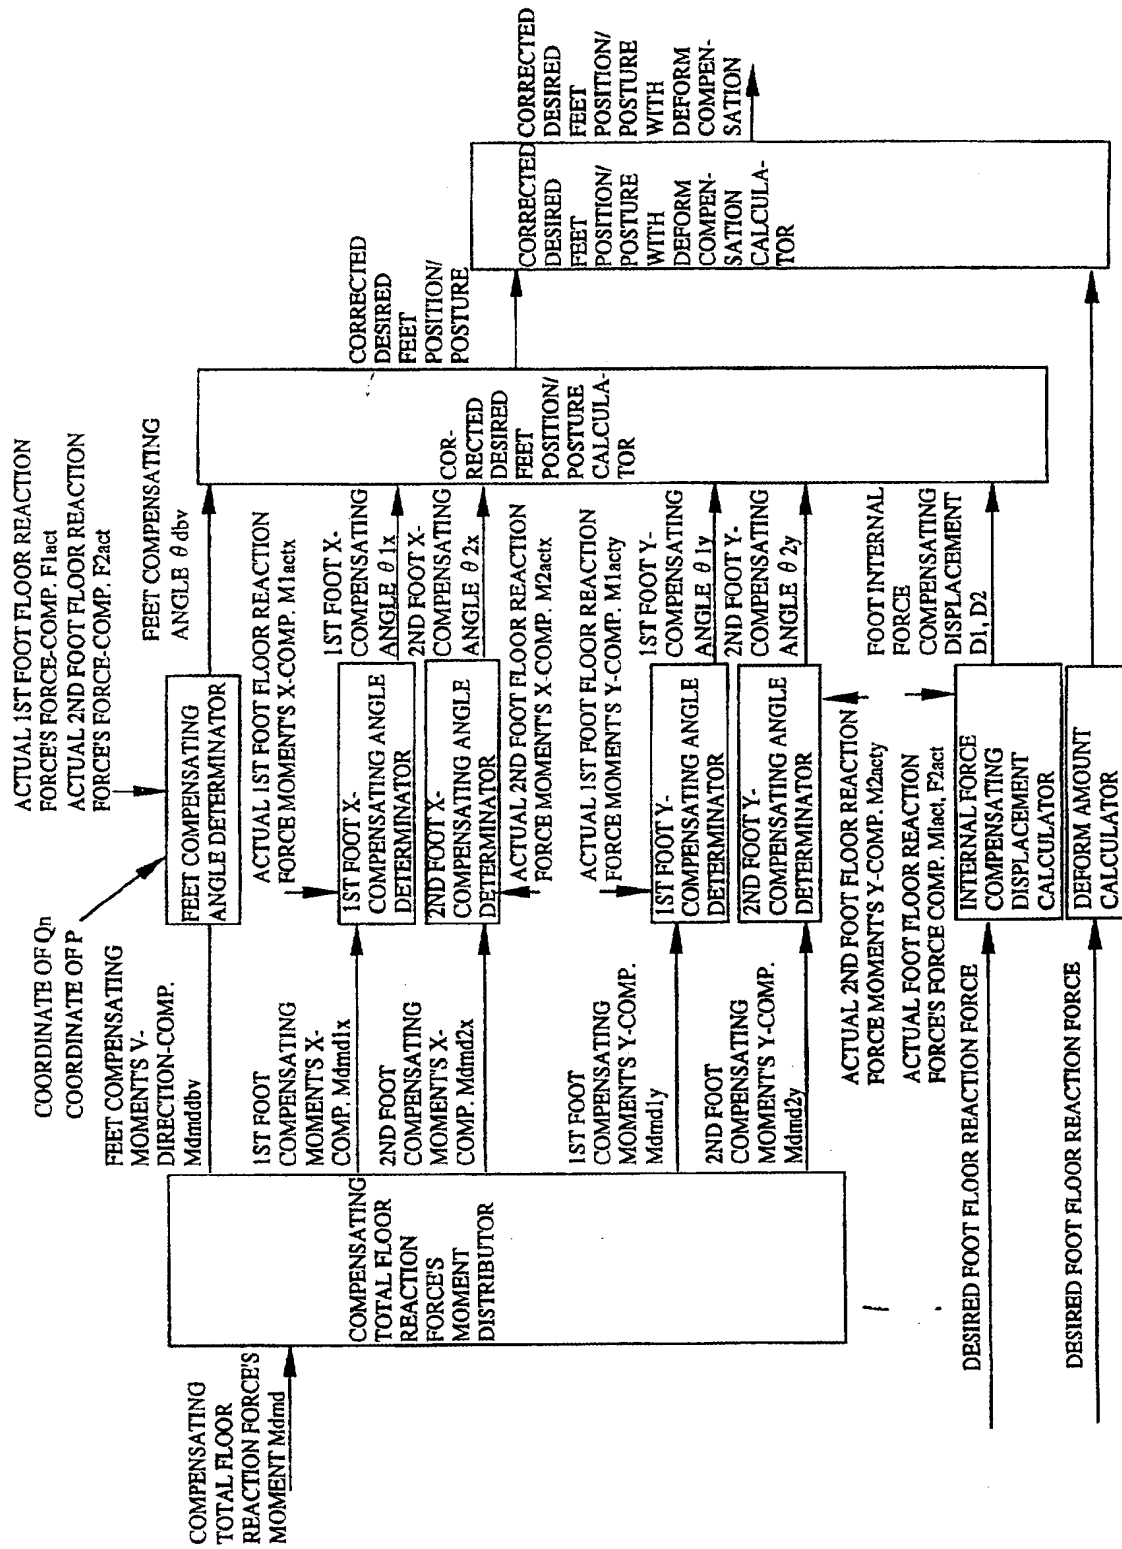 COMPENSATING
TOTAL FLOOR
REACTION FORCE'S
MOMENT Mdmd
COMPENSATING
TOTAL FLOOR
REACTION
FORCE'S
MOMENT
DISTRIBUTOR
COORDINATE OF Qn
COORDINATE OF P
FEET COMPENSATING
MOMENT'S V-
DIRECTION-COMP.
Mdmddbv
1ST FOOT
COMPENSATING
MOMENT'S X-
COMP. Mdmd1x
2ND FOOT
COMPENSATING
MOMENT'S X-
COMP. Mdmd2x
1ST FOOT
COMPENSATING
MOMENT'S Y-COMP.
Mdmd1y
2ND FOOT
COMPENSATING
MOMENT'S Y-COMP.
Mdmd2y
DESIRED FOOT FLOOR REACTION FORCE
DESIRED FOOT FLOOR REACTION FORCE
ACTUAL 1ST FOOT FLOOR REACTION
FORCE'S FORCE-COMP. F1act
ACTUAL 2ND FOOT FLOOR REACTION
FORCE'S FORCE-COMP. F2act
FEET COMPENSATING
ANGLE DETERMINATOR
ACTUAL 1ST FOOT FLOOR REACTION
FORCE MOMENT'S X-COMP. M1actx
1ST FOOT X-
COMPENSATING ANGLE
DETERMINATOR
2ND FOOT X-
COMPENSATING ANGLE
DETERMINATOR
ACTUAL 2ND FOOT FLOOR REACTION
FORCE MOMENT'S X-COMP. M2actx
ACTUAL 1ST FOOT FLOOR REACTION
FORCE MOMENT'S Y-COMP. M1acty
1ST FOOT Y-
COMPENSATING ANGLE
DETERMINATOR
2ND FOOT Y-
COMPENSATING ANGLE
DETERMINATOR
ACTUAL 2ND FOOT FLOOR REACTION
FORCE MOMENT'S Y-COMP. M2acty
ACTUAL FOOT FLOOR REACTION
FORCE'S FORCE COMP. M1act, F2act
INTERNAL FORCE
COMPENSATING
DISPLACEMENT
CALCULATOR
DEFORM AMOUNT
CALCULATOR
FEET COMPENSATING
ANGLE θ dbv
1ST FOOT X-
COMPENSATING
ANGLE θ 1x
2ND FOOT X-
COMPENSATING
ANGLE θ 2x
1ST FOOT Y-
COMPENSATING
ANGLE θ 1y
2ND FOOT Y-
COMPENSATING
ANGLE θ 2y
FOOT INTERNAL
FORCE
COMPENSATING
DISPLACEMENT
D1, D2
COR-
RECTED
DESIRED
FEET
POSITION/
POSTURE
CALCULA-
TOR
CORRECTED
DESIRED
FEET
POSITION/
POSTURE
CORRECTED
DESIRED
FEET
POSITION/
POSTURE
WITH
DEFORM
COMPEN-
SATION
CALCULA-
TOR
CORRECTED
DESIRED
FEET
POSITION/
POSTURE
WITH
DEFORM
COMPEN-
SATION